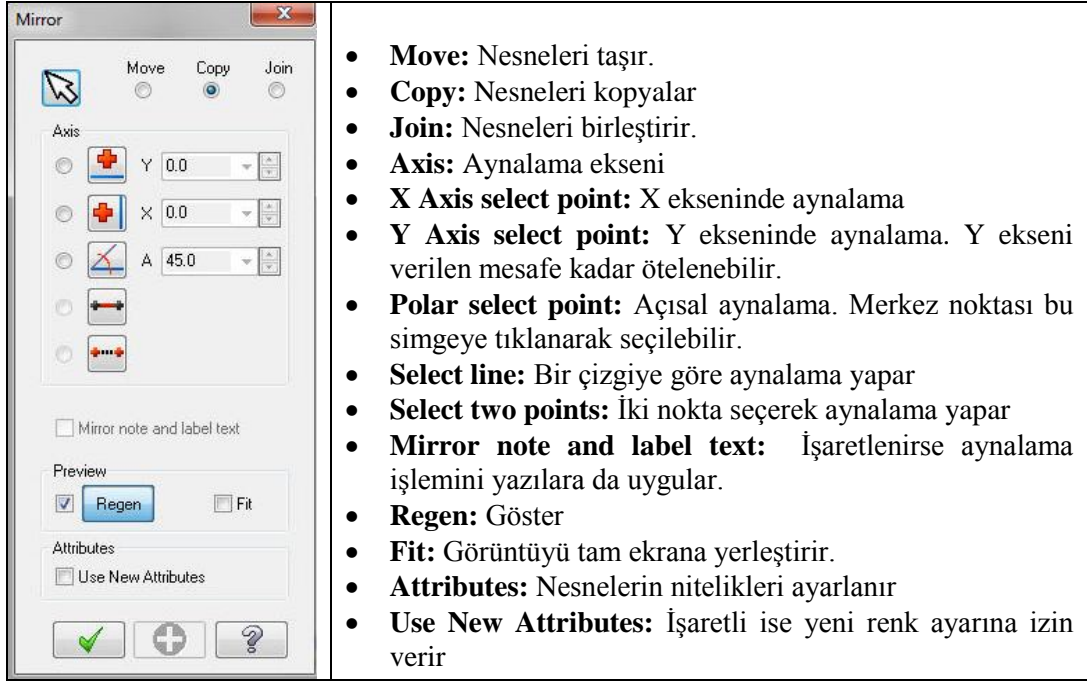 Mirror
Move Copy Join
Axis
Y 0.0
X 0.0
A 45.0
Mirror note and label text
Preview
Regen Fit
Attributes
Use New Attributes
• Move: Nesneleri taşır.
• Copy: Nesneleri kopyalar
• Join: Nesneleri birleştirir.
• Axis: Aynalama ekseni
• X Axis select point: X ekseninde aynalama
• Y Axis select point: Y ekseninde aynalama. Y ekseni
verilen mesafe kadar ötelenebilir.
• Polar select point: Açısal aynalama. Merkez noktası bu
simgeye tıklanarak seçilebilir.
• Select line: Bir çizgiye göre aynalama yapar
• Select two points: İki nokta seçerek aynalama yapar
• Mirror note and label text: İşaretlenirse aynalama
işlemini yazılara da uygular.
• Regen: Göster
• Fit: Görüntüyü tam ekrana yerleştirir.
• Attributes: Nesnelerin nitelikleri ayarlanır
• Use New Attributes: İşaretli ise yeni renk ayarına izin
verir